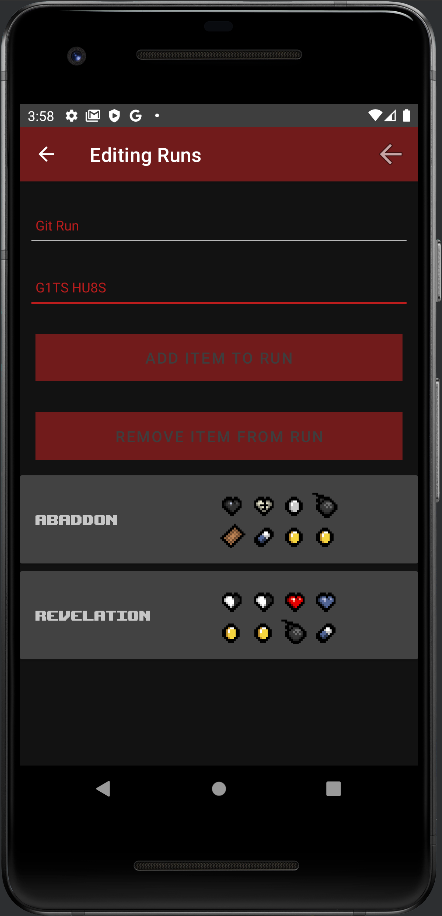 3:58
Editing Runs
Git Run
G1TS HU8S
ADD ITEM TO RUN
REMOVE ITEM FROM RUN
ABADDON
REVELATION